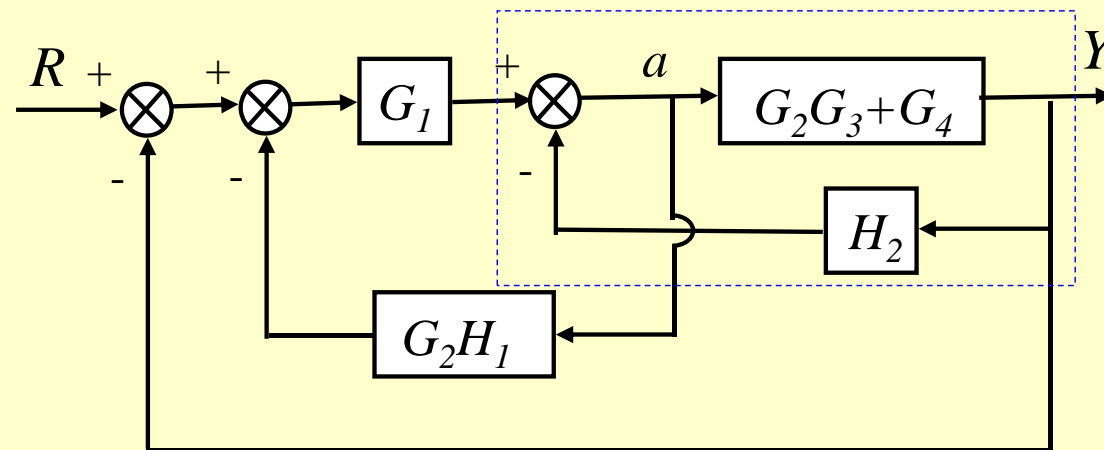 R + + G₁ + a G₂G₃+G₄ Y
- - -
H₂
G₂H₁